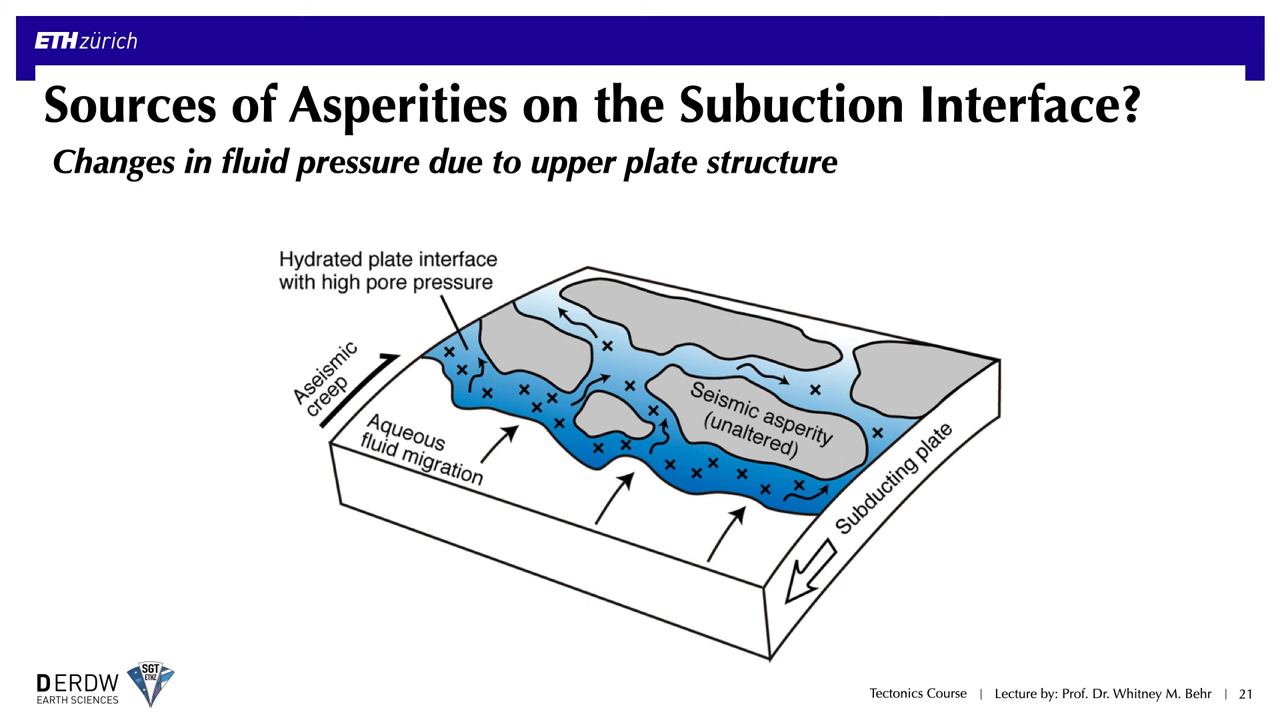 ETH zürich
Sources of Asperities on the Subuction Interface?
Changes in fluid pressure due to upper plate structure
Hydrated plate interface
with high pore pressure
Aseismic
creep
Aqueous
fluid migration
Seismic asperity
(unaltered)
Subducting plate
DERDW
EARTH SCIENCES
SGT
ETHZ
Tectonics Course | Lecture by: Prof. Dr. Whitney M. Behr | 21